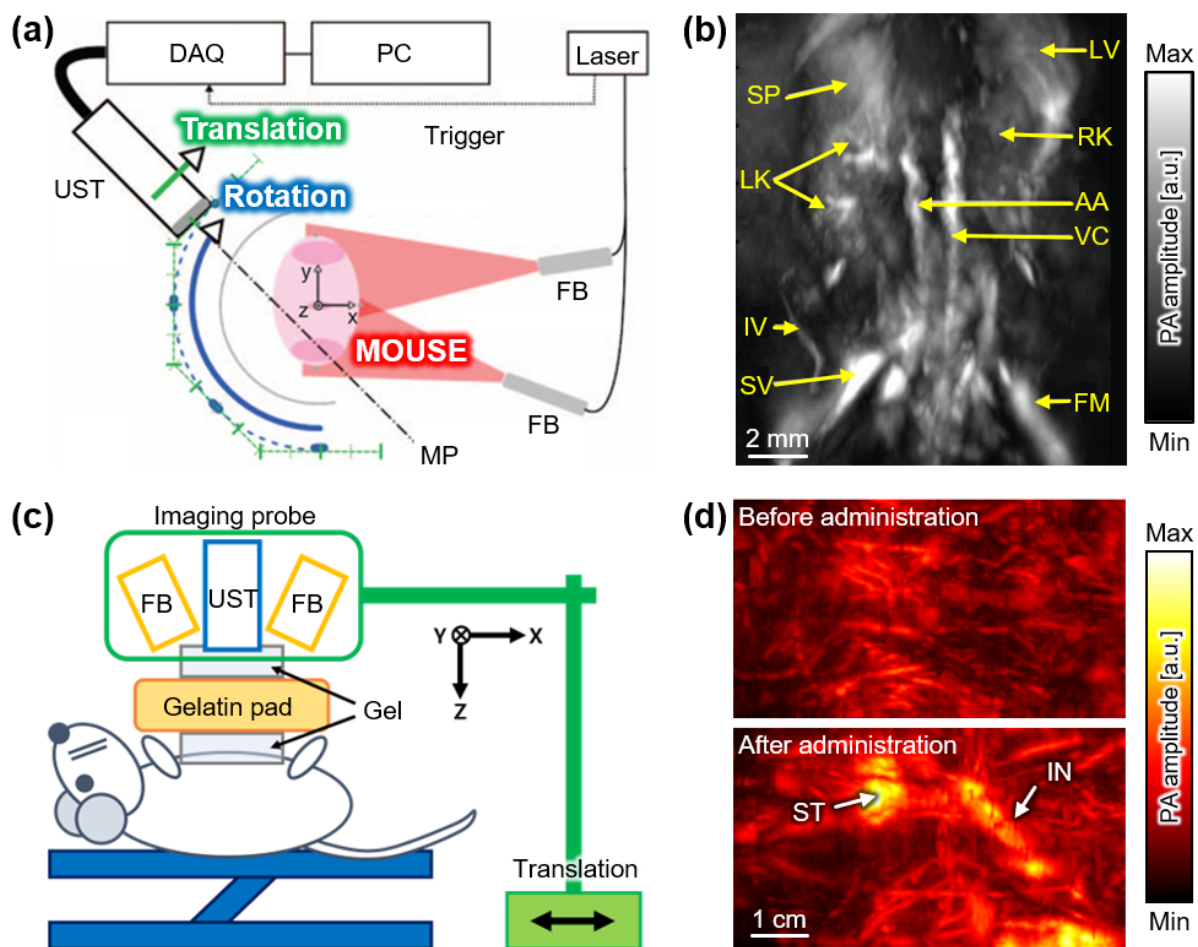 (a)
DAQ
PC
Laser
Translation
Trigger
UST
Rotation
y
z
x
FB
MOUSE
FB
MP
(b)
LV
SP
RK
LK
AA
VC
IV
SV
FM
2 mm
Max
PA amplitude [a.u.]
Min
(c)
Imaging probe
FB
UST
FB
Y
X
Z
Gelatin pad
Gel
Translation
(d)
Before administration
After administration
IN
ST
1 cm
Max
PA amplitude [a.u.]
Min